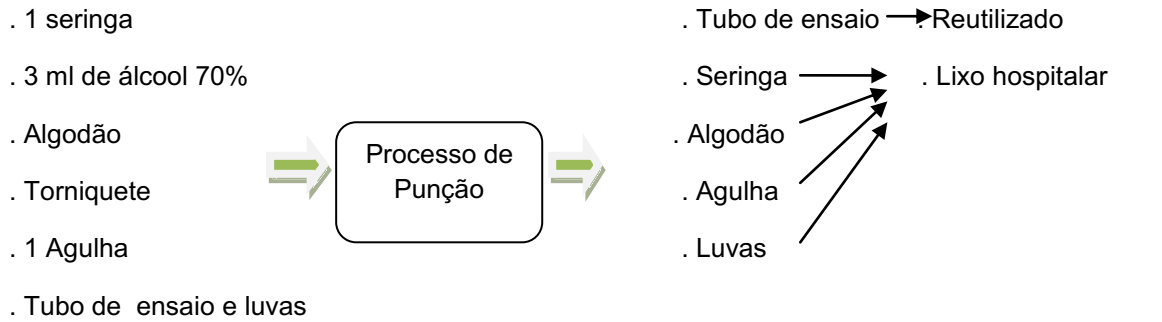 . 1 seringa
. 3 ml de álcool 70%
. Algodão
. Torniquete
. 1 Agulha
. Tubo de ensaio e luvas
Processo de
Punção
. Tubo de ensaio . Reutilizado
. Seringa . Lixo hospitalar
. Algodão
. Agulha
. Luvas